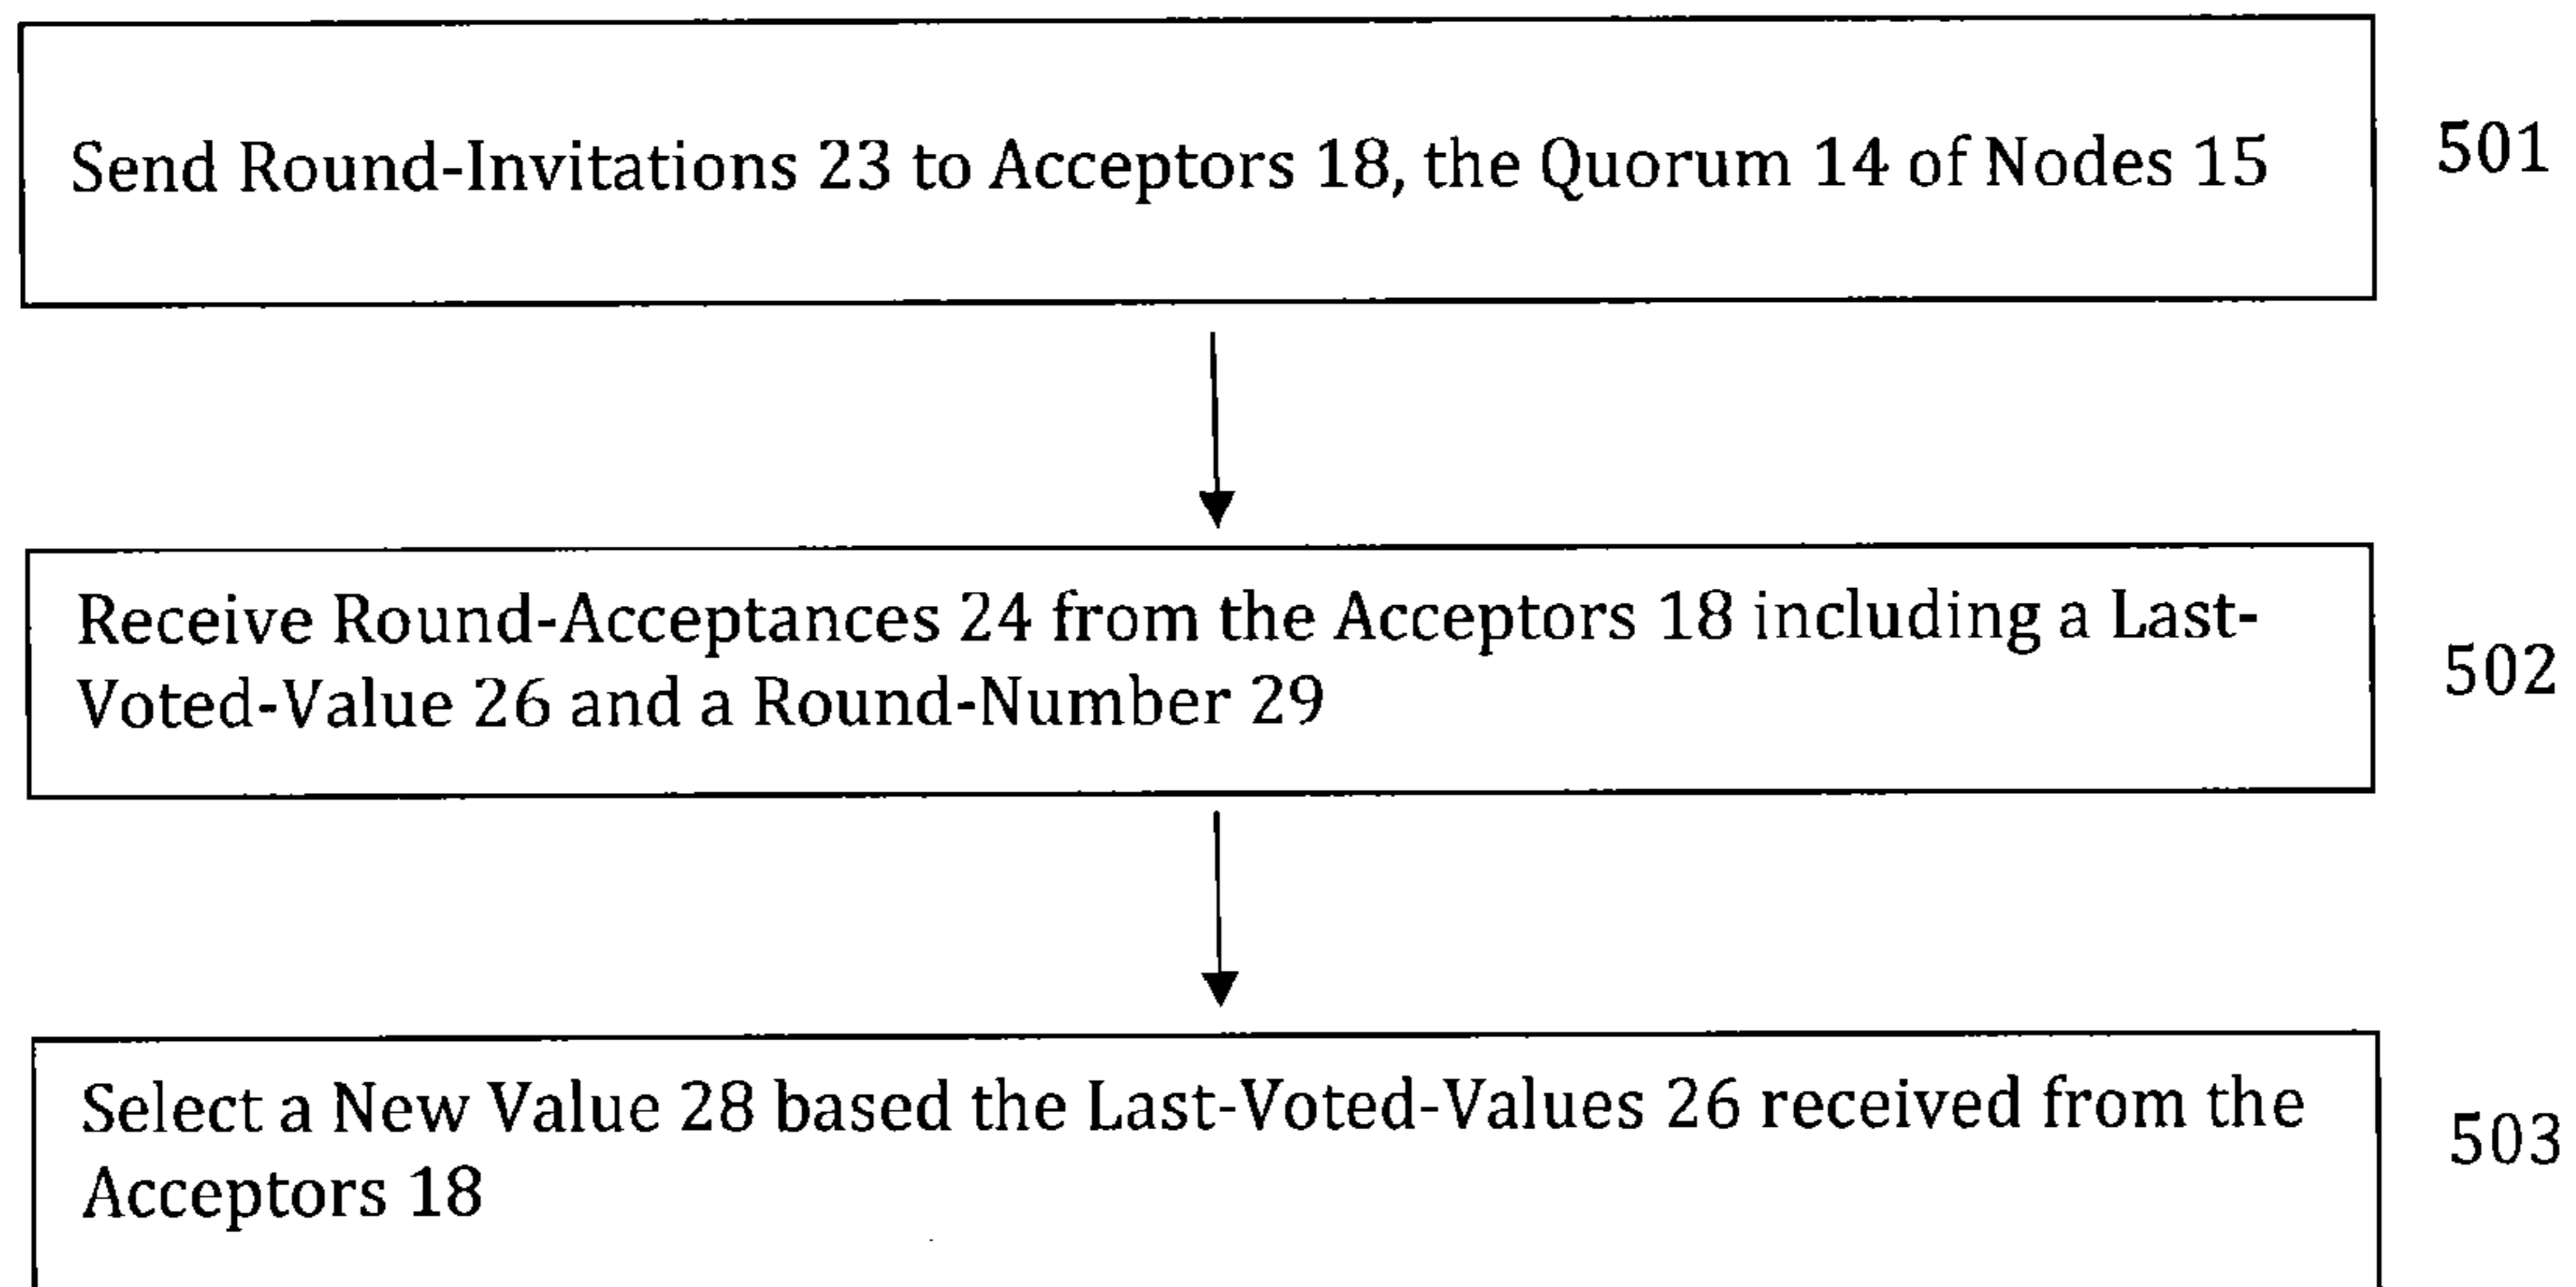 Send Round-Invitations 23 to Acceptors 18, the Quorum 14 of Nodes 15
501
Receive Round-Acceptances 24 from the Acceptors 18 including a Last-
Voted-Value 26 and a Round-Number 29
502
Select a New Value 28 based the Last-Voted-Values 26 received from the
Acceptors 18
503